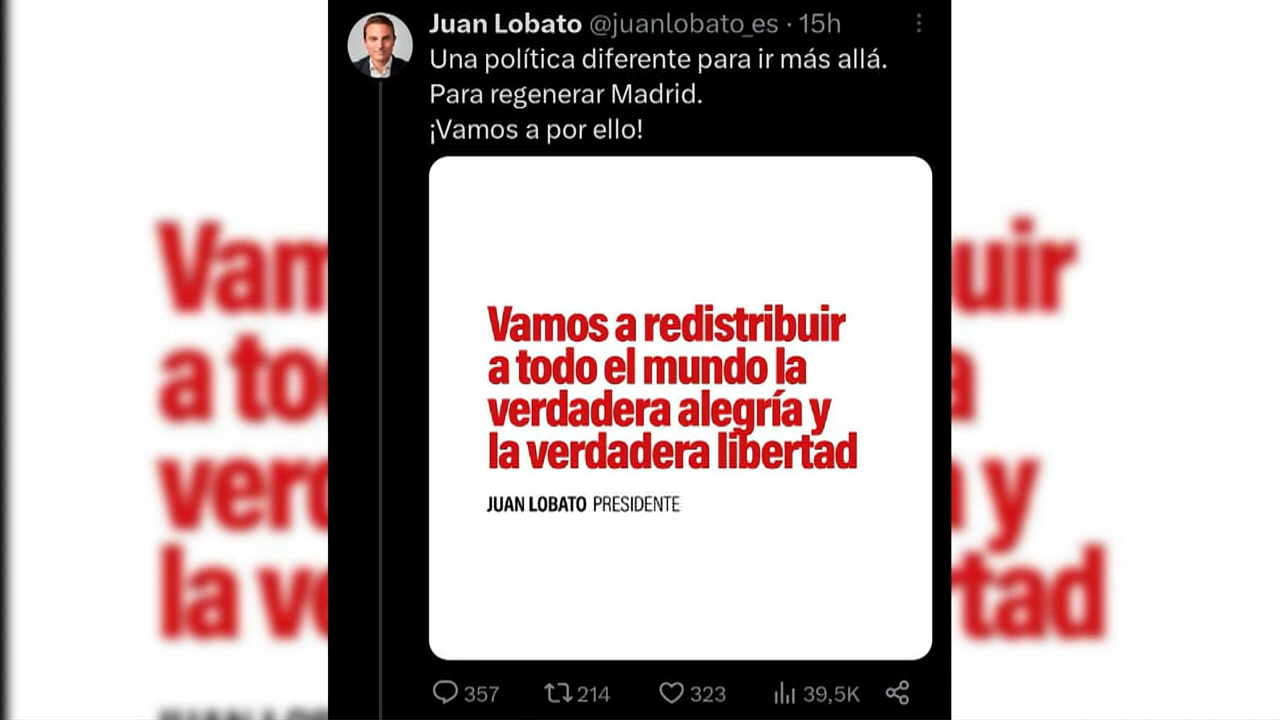 Juan Lobato @juanlobato_es · 15h
Una política diferente para ir más allá.
Para regenerar Madrid.
¡Vamos a por ello!
Vamos a redistribuir
a todo el mundo la
verdadera alegría y
la verdadera libertad
JUAN LOBATO PRESIDENTE
357 214 323 39,5K